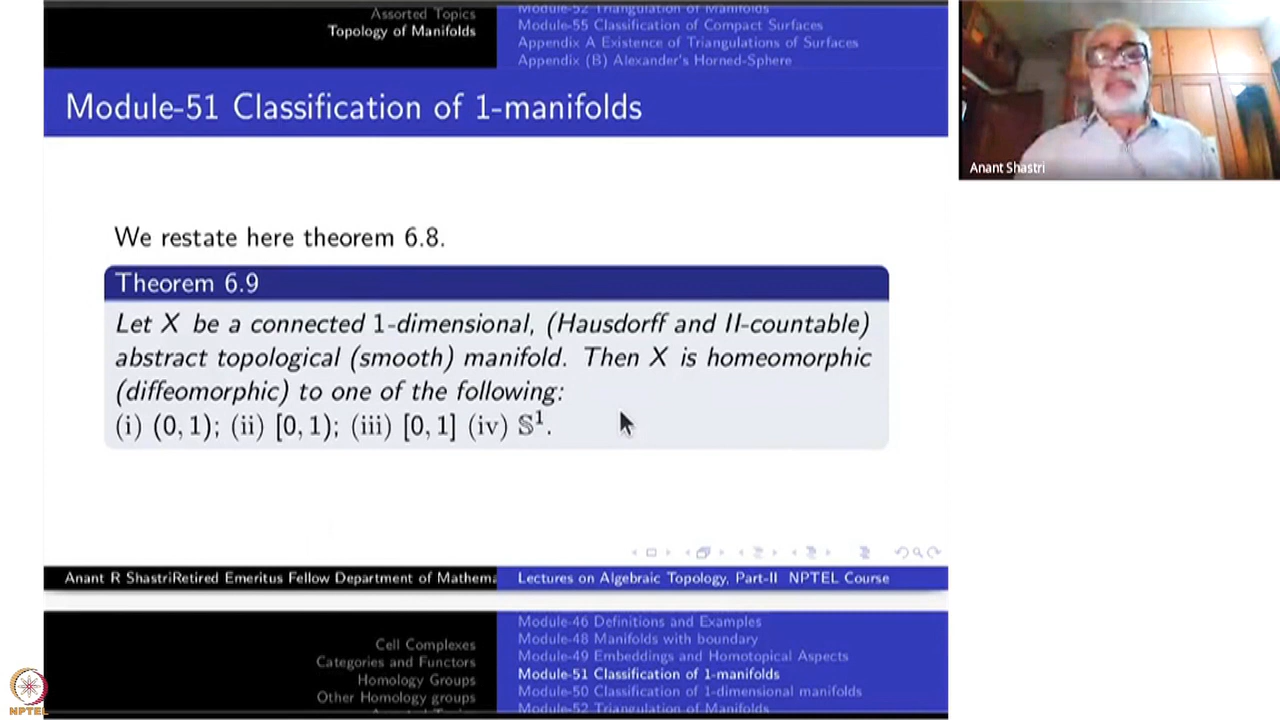 Assorted Topics
Topology of Manifolds
Module-52 Triangulation of Manifolds
Module-55 Classification of Compact Surfaces
Appendix A Existence of Triangulations of Surfaces
Appendix (B) Alexander's Horned-Sphere
Module-51 Classification of 1-manifolds
We restate here theorem 6.8.
Theorem 6.9
Let X be a connected 1-dimensional, (Hausdorff and II-countable)
abstract topological (smooth) manifold. Then X is homeomorphic
(diffeomorphic) to one of the following:
(i) (0, 1); (ii) [0, 1); (iii) [0, 1] (iv) 𝕊¹.
Anant R ShastriRetired Emeritus Fellow Department of Mathema
Lectures on Algebraic Topology, Part-II NPTEL Course
Cell Complexes
Categories and Functors
Homology Groups
Other Homology groups
Module-46 Definitions and Examples
Module-48 Manifolds with boundary
Module-49 Embeddings and Homotopical Aspects
Module-51 Classification of 1-manifolds
Module-50 Classification of 1-dimensional manifolds
Module-52 Triangulation of Manifolds
Anant Shastri
NPTEL